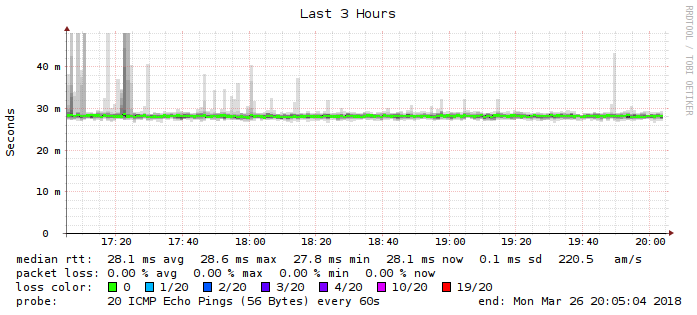 Last 3 Hours
RRDTOOL / TOBI OETIKER
Seconds
40 m
30 m
20 m
10 m
0
17:20 17:40 18:00 18:20 18:40 19:00 19:20 19:40 20:00
median rtt: 28.1 ms avg 28.6 ms max 27.8 ms min 28.1 ms now 0.1 ms sd 220.5 am/s
packet loss: 0.00 % avg 0.00 % max 0.00 % min 0.00 % now
loss color: 0 1/20 2/20 3/20 4/20 10/20 19/20
probe: 20 ICMP Echo Pings (56 Bytes) every 60s end: Mon Mar 26 20:05:04 2018